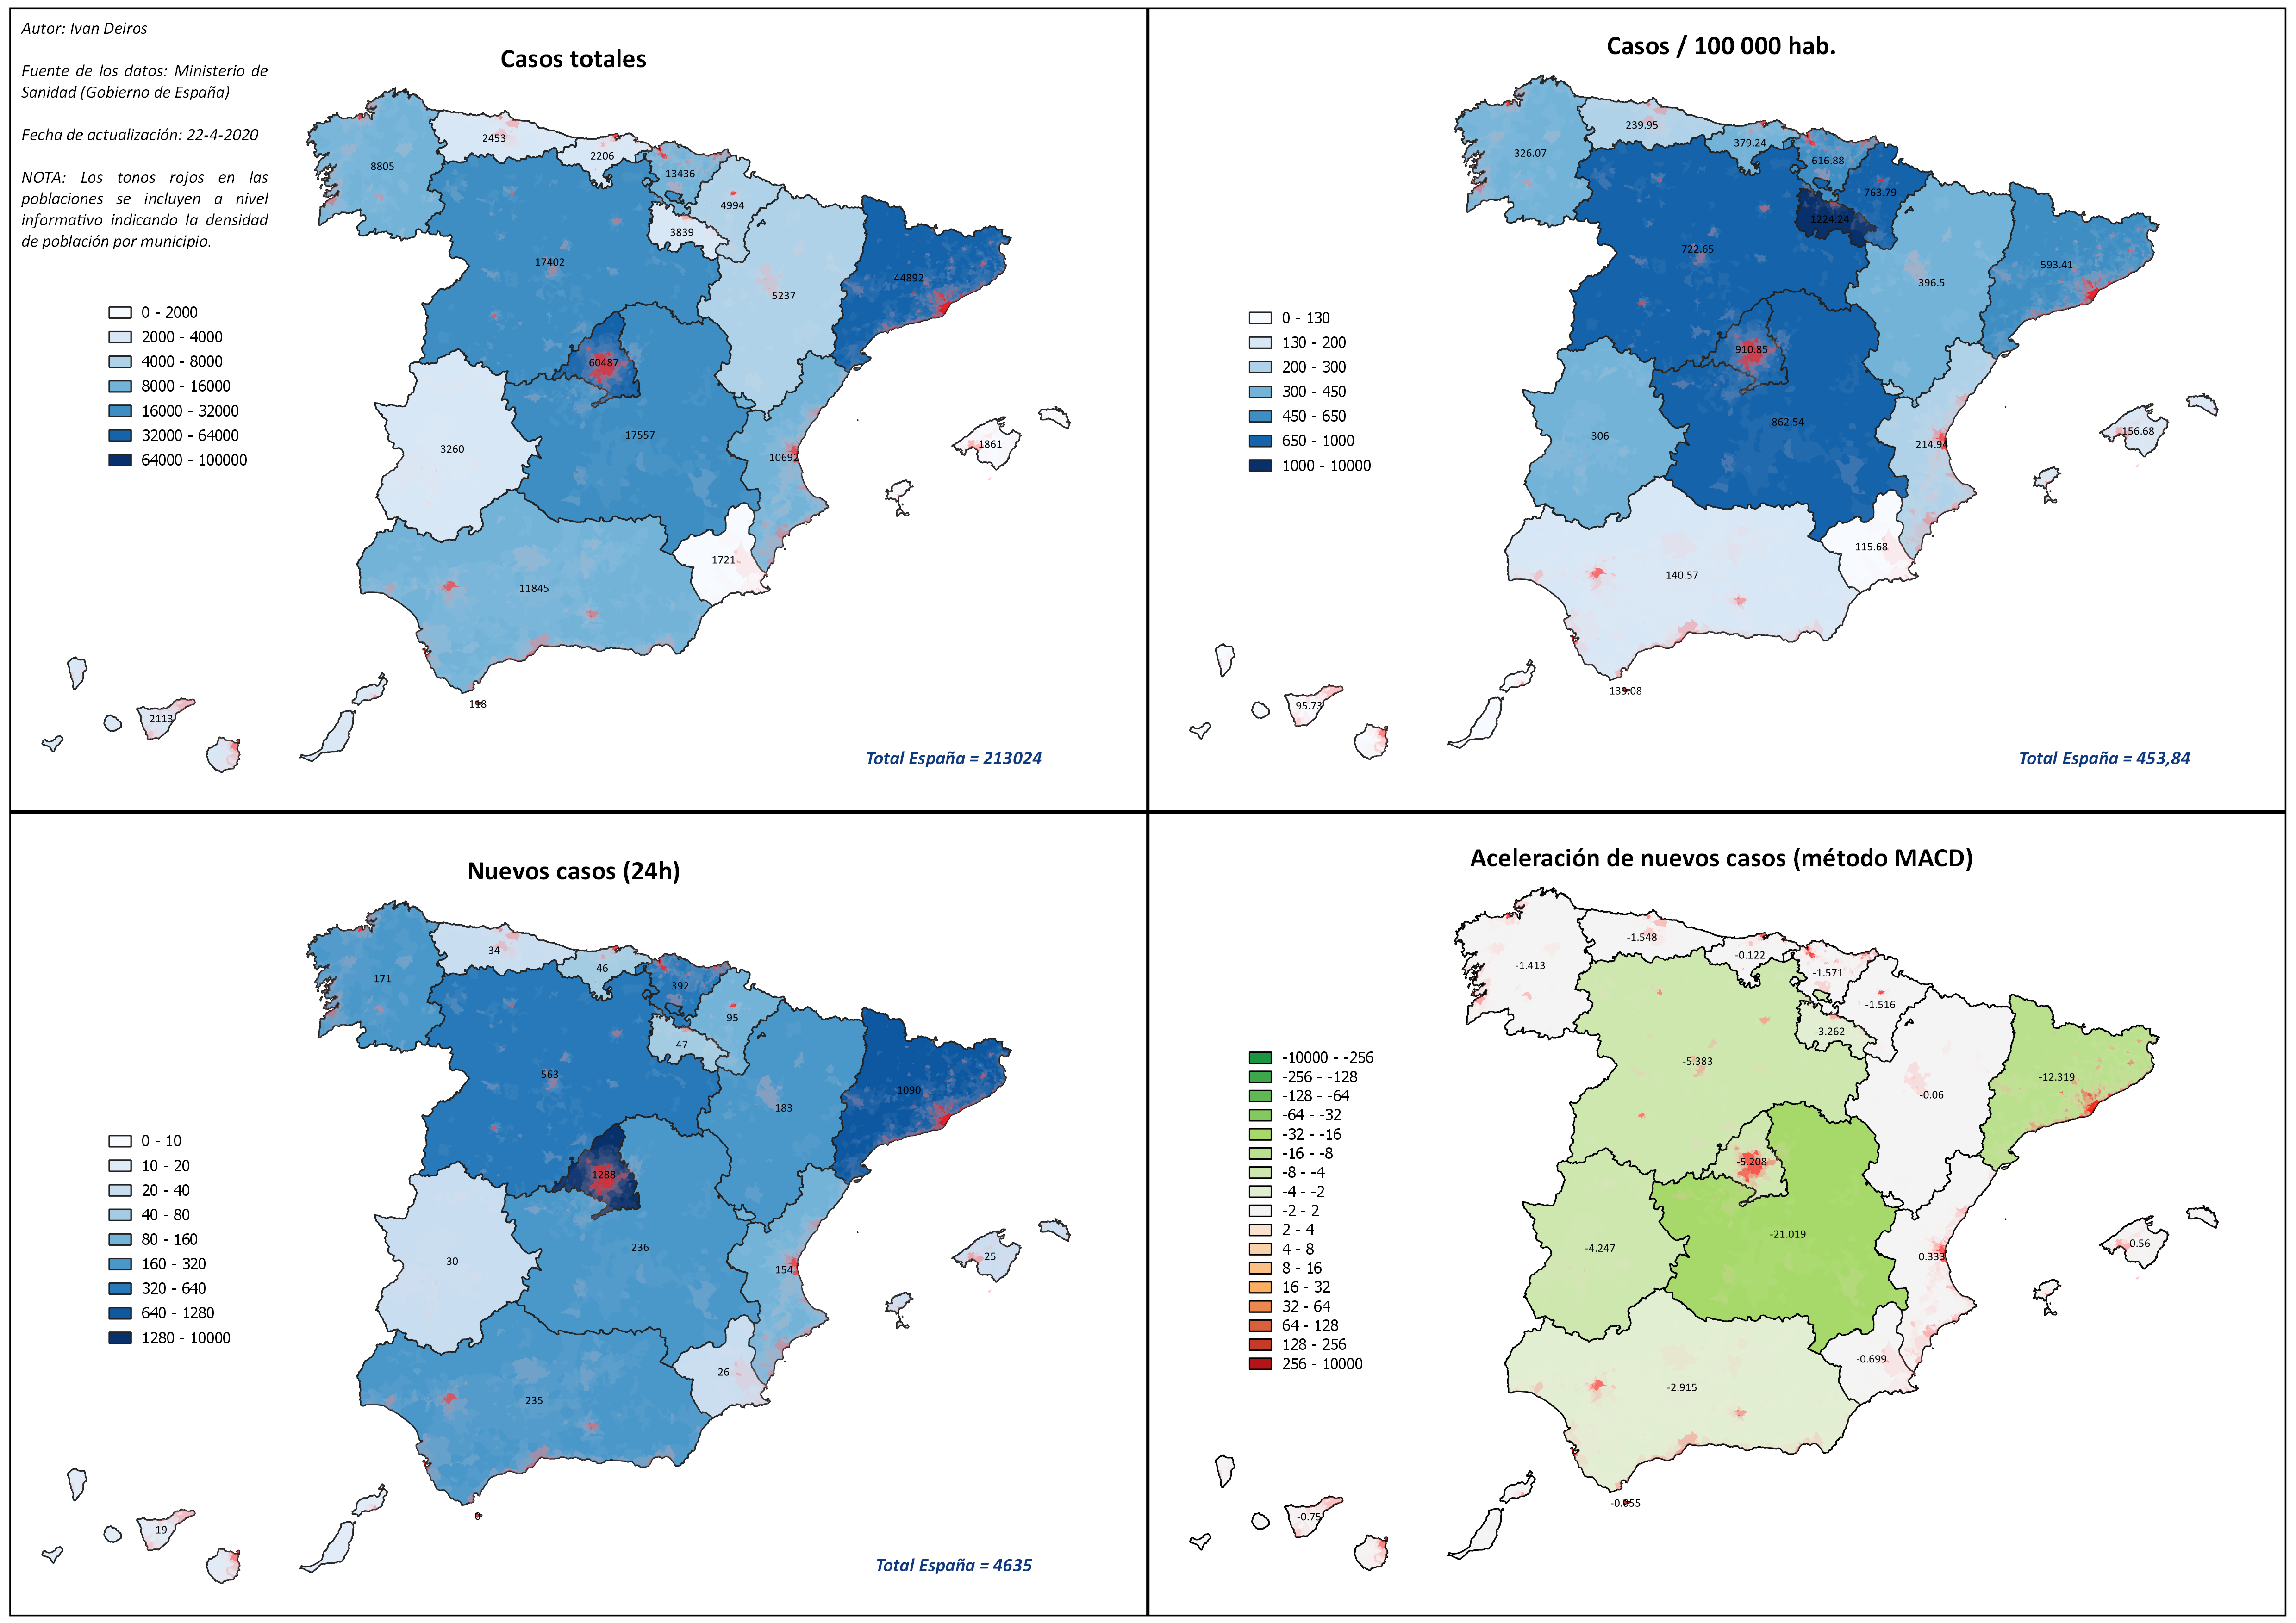 Autor: Ivan Deiros
Fuente de los datos: Ministerio de
Sanidad (Gobierno de España)
Fecha de actualización: 22-4-2020
NOTA: Los tonos rojos en las
poblaciones se incluyen a nivel
informativo indicando la densidad
de población por municipio.
Casos totales
0 - 2000
2000 - 4000
4000 - 8000
8000 - 16000
16000 - 32000
32000 - 64000
64000 - 100000
8805
2453
2206
13436
4994
3839
17402
5237
44892
60487
17557
3260
10692
1861
1721
11845
118
2113
Total España = 213024
Casos / 100 000 hab.
0 - 130
130 - 200
200 - 300
300 - 450
450 - 650
650 - 1000
1000 - 10000
326.07
239.95
379.24
616.88
763.79
1224.24
722.65
396.5
593.41
910.85
862.54
306
214.94
156.68
115.68
140.57
139.08
95.73
Total España = 453,84
Nuevos casos (24h)
0 - 10
10 - 20
20 - 40
40 - 80
80 - 160
160 - 320
320 - 640
640 - 1280
1280 - 10000
171
34
46
392
95
47
563
183
1090
1288
236
30
154
25
26
235
19
Total España = 4635
Aceleración de nuevos casos (método MACD)
-10000 - -256
-256 - -128
-128 - -64
-64 - -32
-32 - -16
-16 - -8
-8 - -4
-4 - -2
-2 - 2
2 - 4
4 - 8
8 - 16
16 - 32
32 - 64
64 - 128
128 - 256
256 - 10000
-1.413
-1.548
-0.122
-1.571
-1.516
-3.262
-5.383
-0.06
-12.319
-5.208
-21.019
-4.247
0.333
-0.56
-0.699
-2.915
-0.75